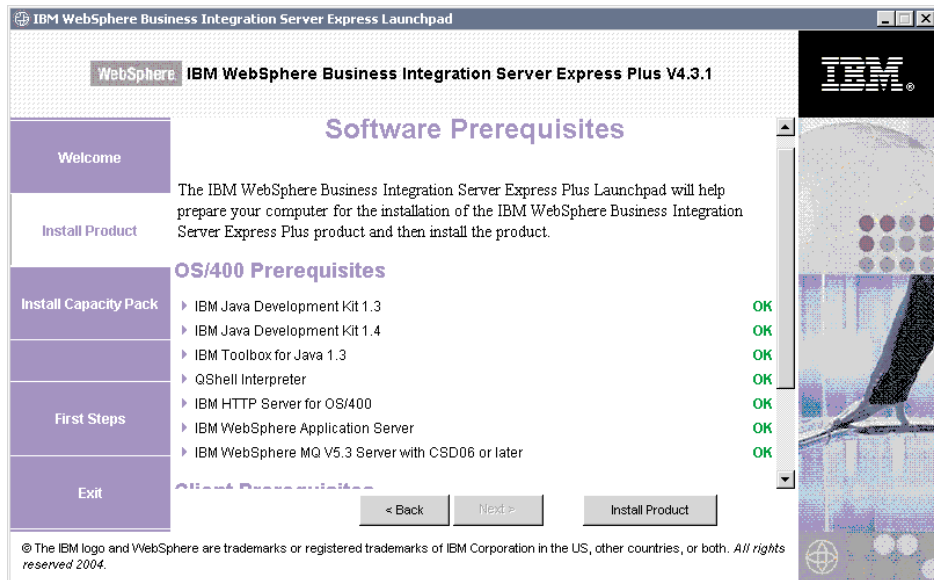 IBM WebSphere Business Integration Server Express Launchpad
WebSphere. IBM WebSphere Business Integration Server Express Plus V4.3.1
IBM®
Welcome
Install Product
Install Capacity Pack
First Steps
Exit
Software Prerequisites
The IBM WebSphere Business Integration Server Express Plus Launchpad will help
prepare your computer for the installation of the IBM WebSphere Business Integration
Server Express Plus product and then install the product.
OS/400 Prerequisites
IBM Java Development Kit 1.3 OK
IBM Java Development Kit 1.4 OK
IBM Toolbox for Java 1.3 OK
QShell Interpreter OK
IBM HTTP Server for OS/400 OK
IBM WebSphere Application Server OK
IBM WebSphere MQ V5.3 Server with CSD06 or later OK
Client Prerequisites
< Back Next > Install Product
© The IBM logo and WebSphere are trademarks or registered trademarks of IBM Corporation in the US, other countries, or both. All rights
reserved 2004.